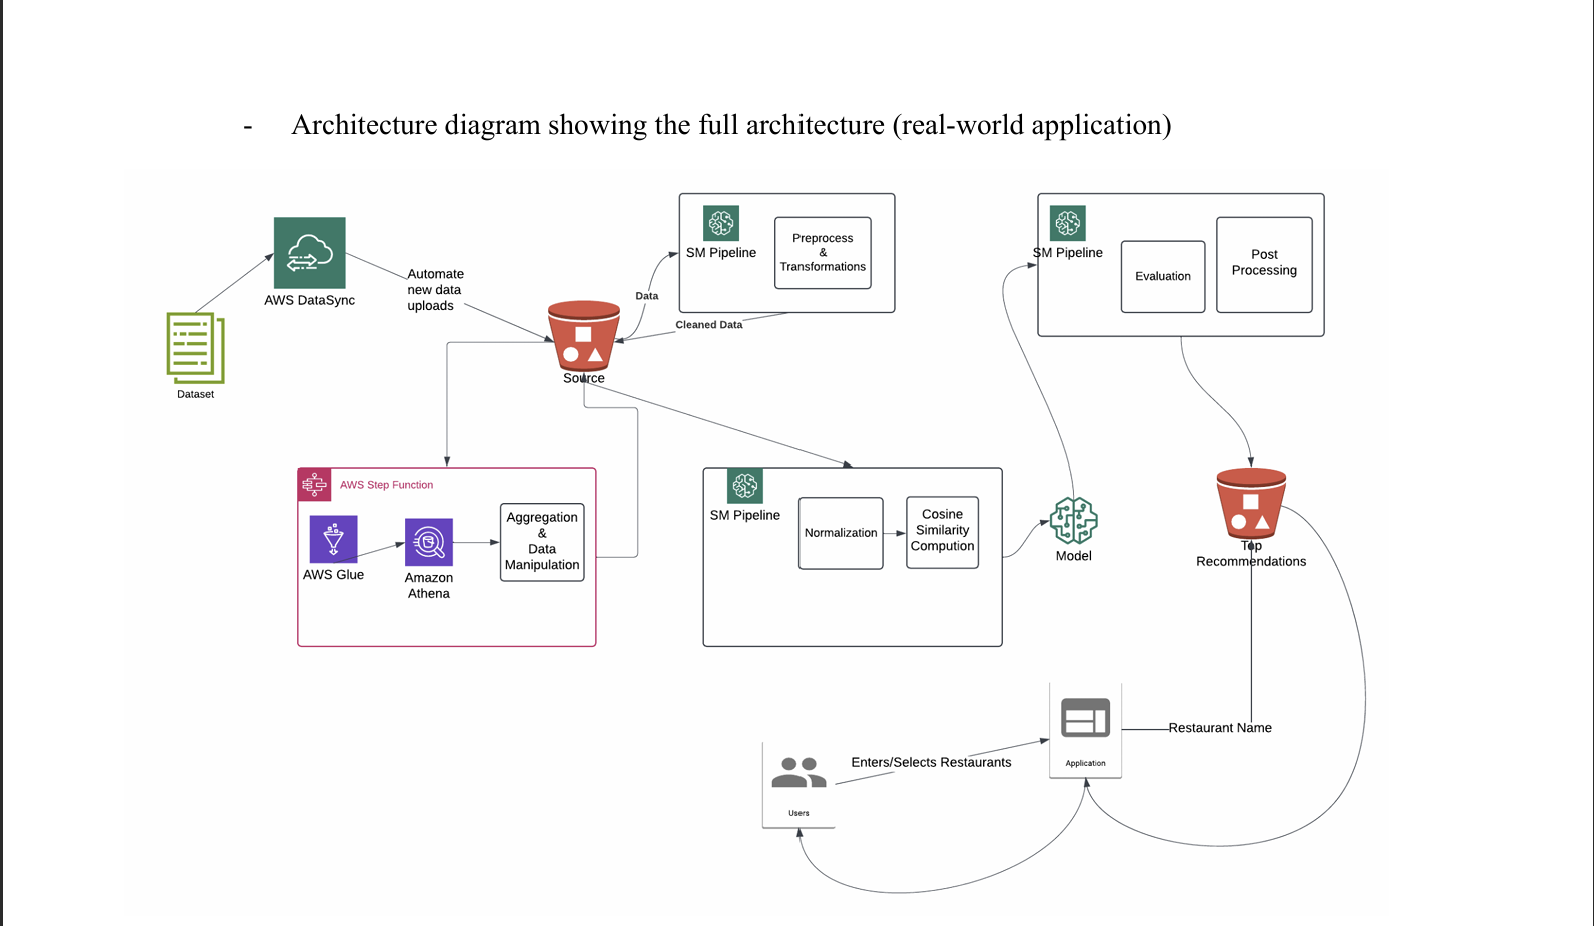 - Architecture diagram showing the full architecture (real-world application)
AWS DataSync
Dataset
Automate
new data
uploads
Source
Data
Cleaned Data
SM Pipeline
Preprocess
&
Transformations
SM Pipeline
Evaluation
Post
Processing
AWS Step Function
AWS Glue
Amazon
Athena
Aggregation
&
Data
Manipulation
SM Pipeline
Normalization
Cosine
Similarity
Compution
Model
Top
Recommendations
Users
Enters/Selects Restaurants
Application
Restaurant Name